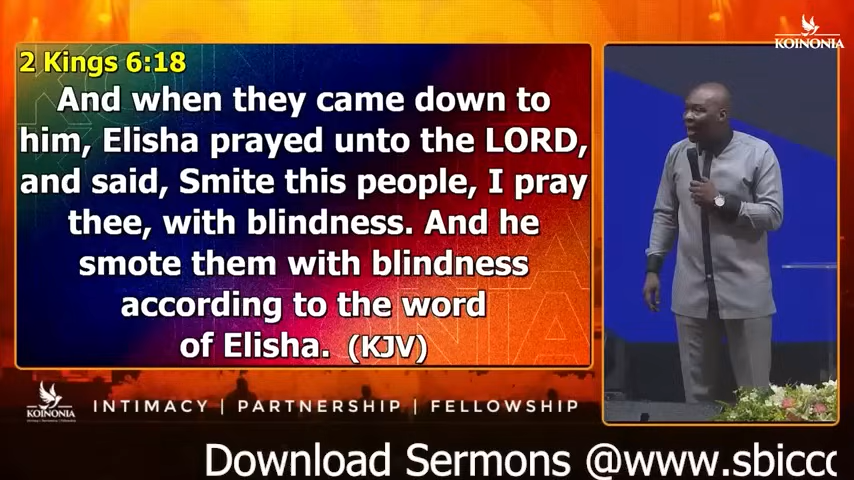 KOINONIA
2 Kings 6:18
And when they came down to
him, Elisha prayed unto the LORD,
and said, Smite this people, I pray
thee, with blindness. And he
smote them with blindness
according to the word
of Elisha. (KJV)
KOINONIA
INTIMACY | PARTNERSHIP | FELLOWSHIP
Download Sermons @www.sbicc